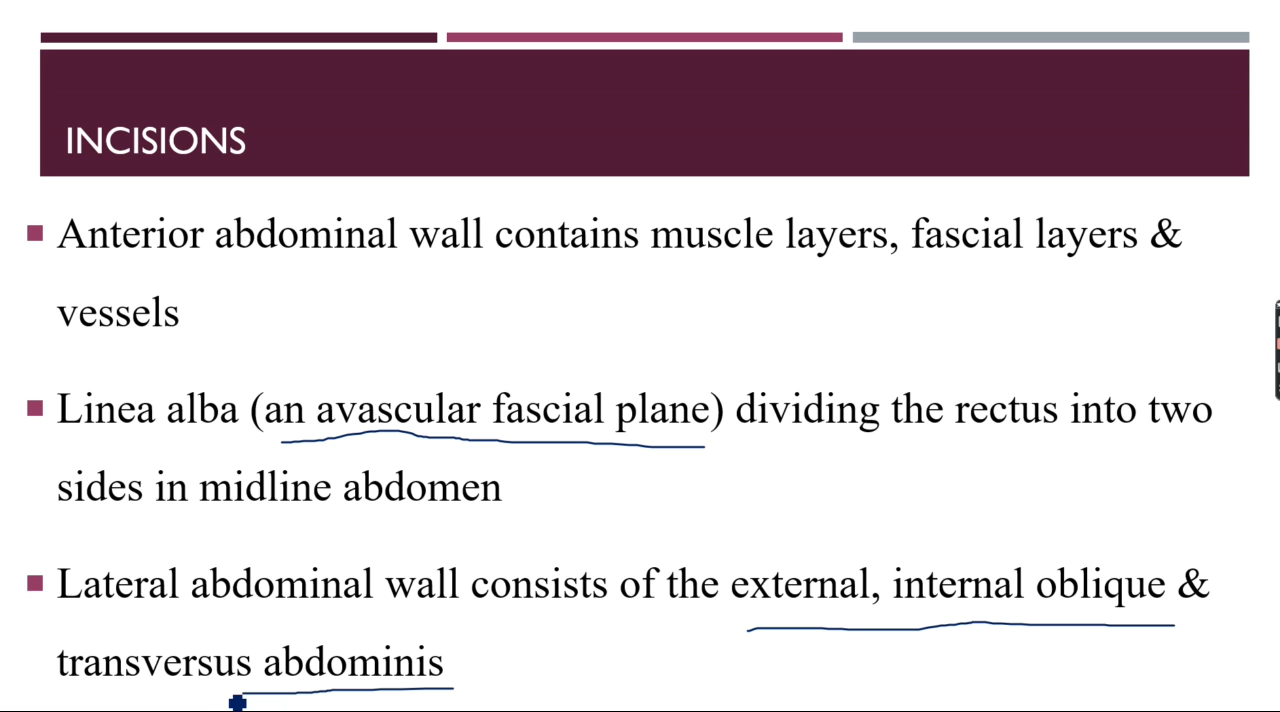 INCISIONS
Anterior abdominal wall contains muscle layers, fascial layers &
vessels
Linea alba (an avascular fascial plane) dividing the rectus into two
sides in midline abdomen
Lateral abdominal wall consists of the external, internal oblique &
transversus abdominis